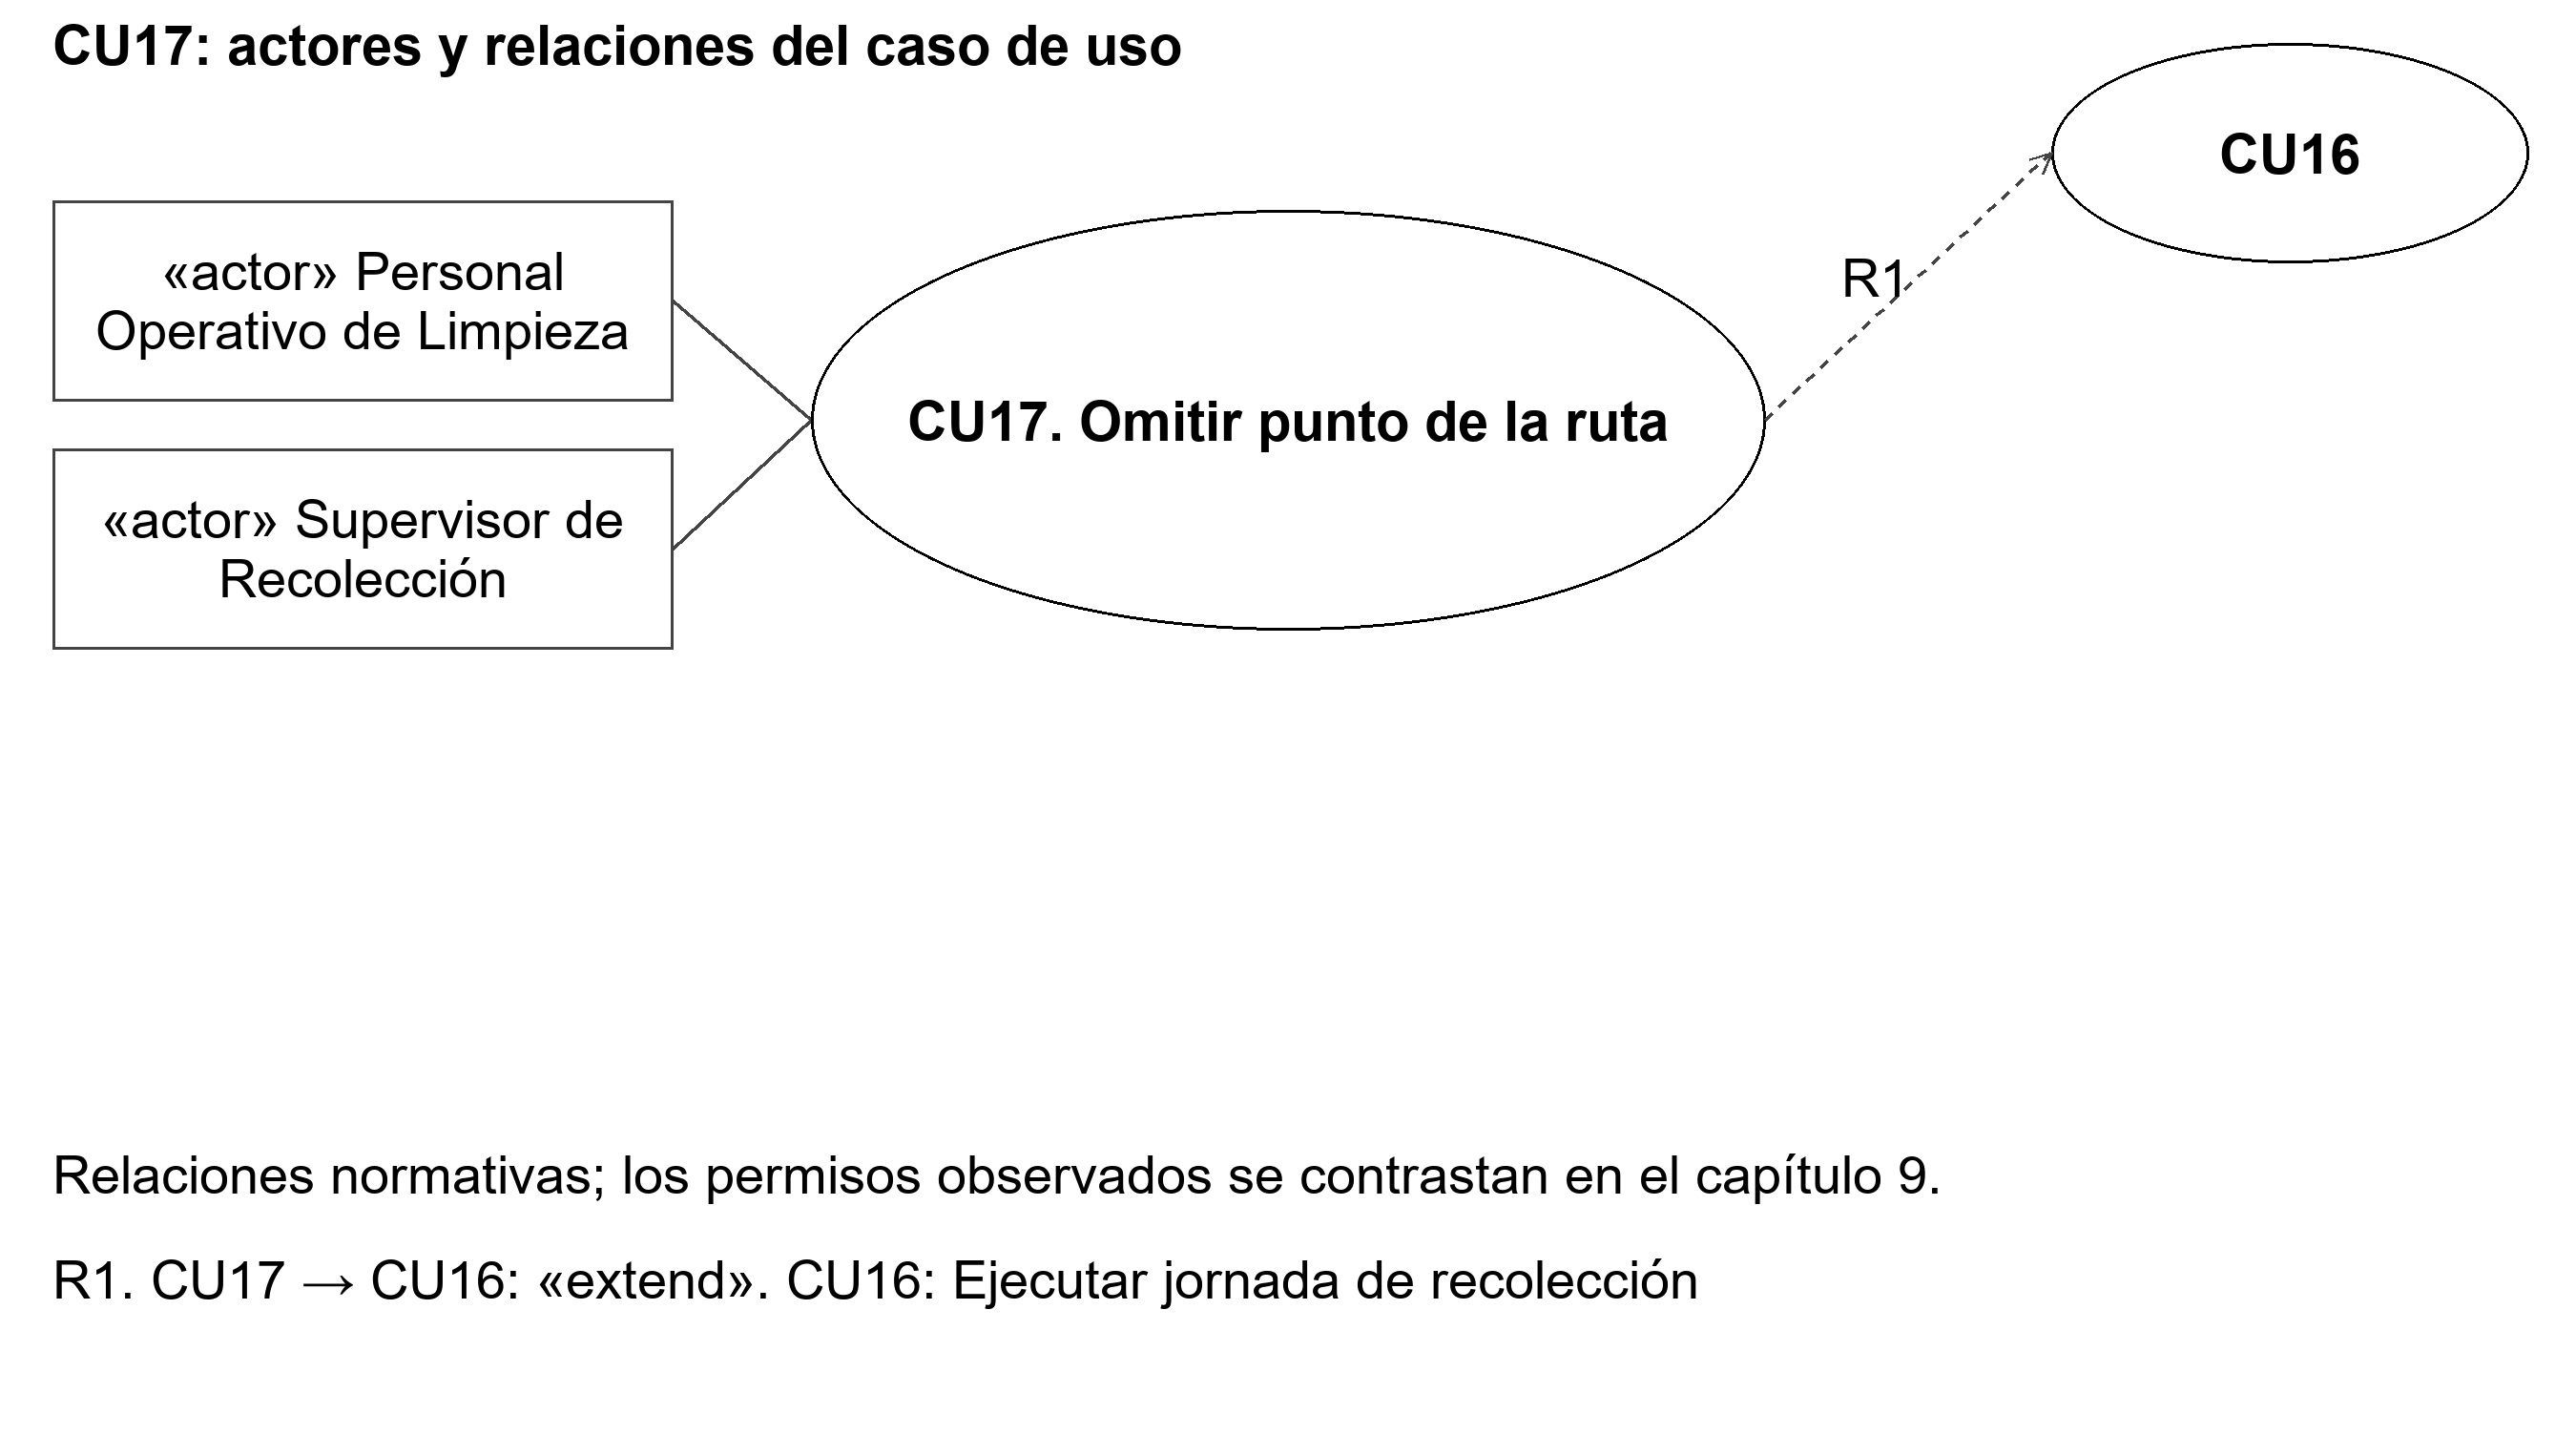 CU17: actores y relaciones del caso de uso
CU16
«actor» Personal
Operativo de Limpieza
R1
CU17. Omitir punto de la ruta
«actor» Supervisor de
Recolección
Relaciones normativas; los permisos observados se contrastan en el capítulo 9.
R1. CU17 → CU16: «extend». CU16: Ejecutar jornada de recolección